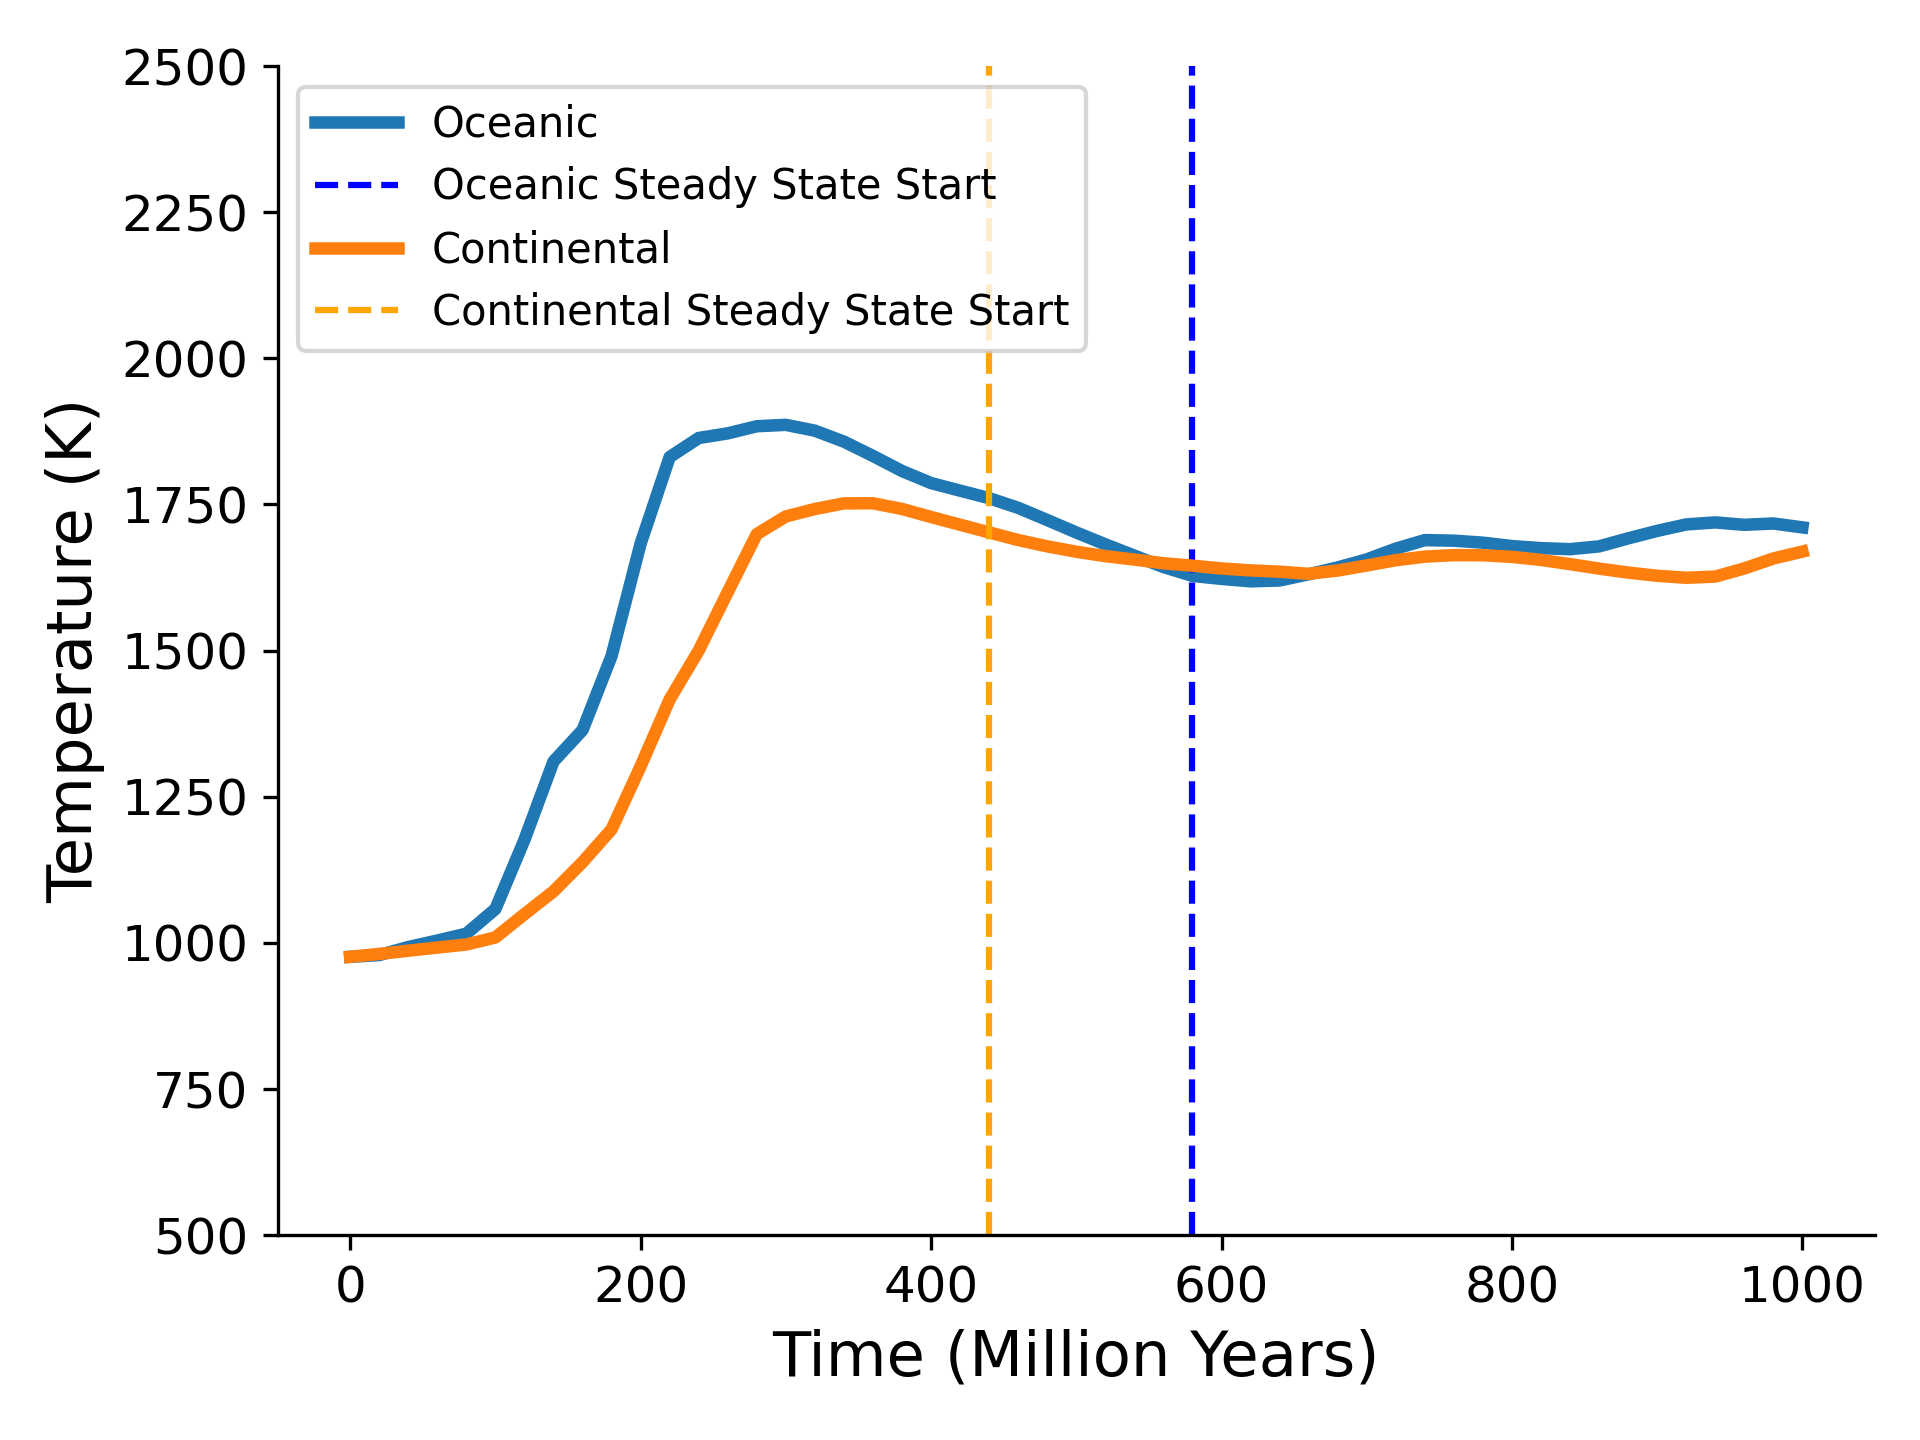 2500
2250
2000
1750
1500
1250
1000
750
500
Temperature (K)
Oceanic
Oceanic Steady State Start
Continental
Continental Steady State Start
0 200 400 600 800 1000
Time (Million Years)